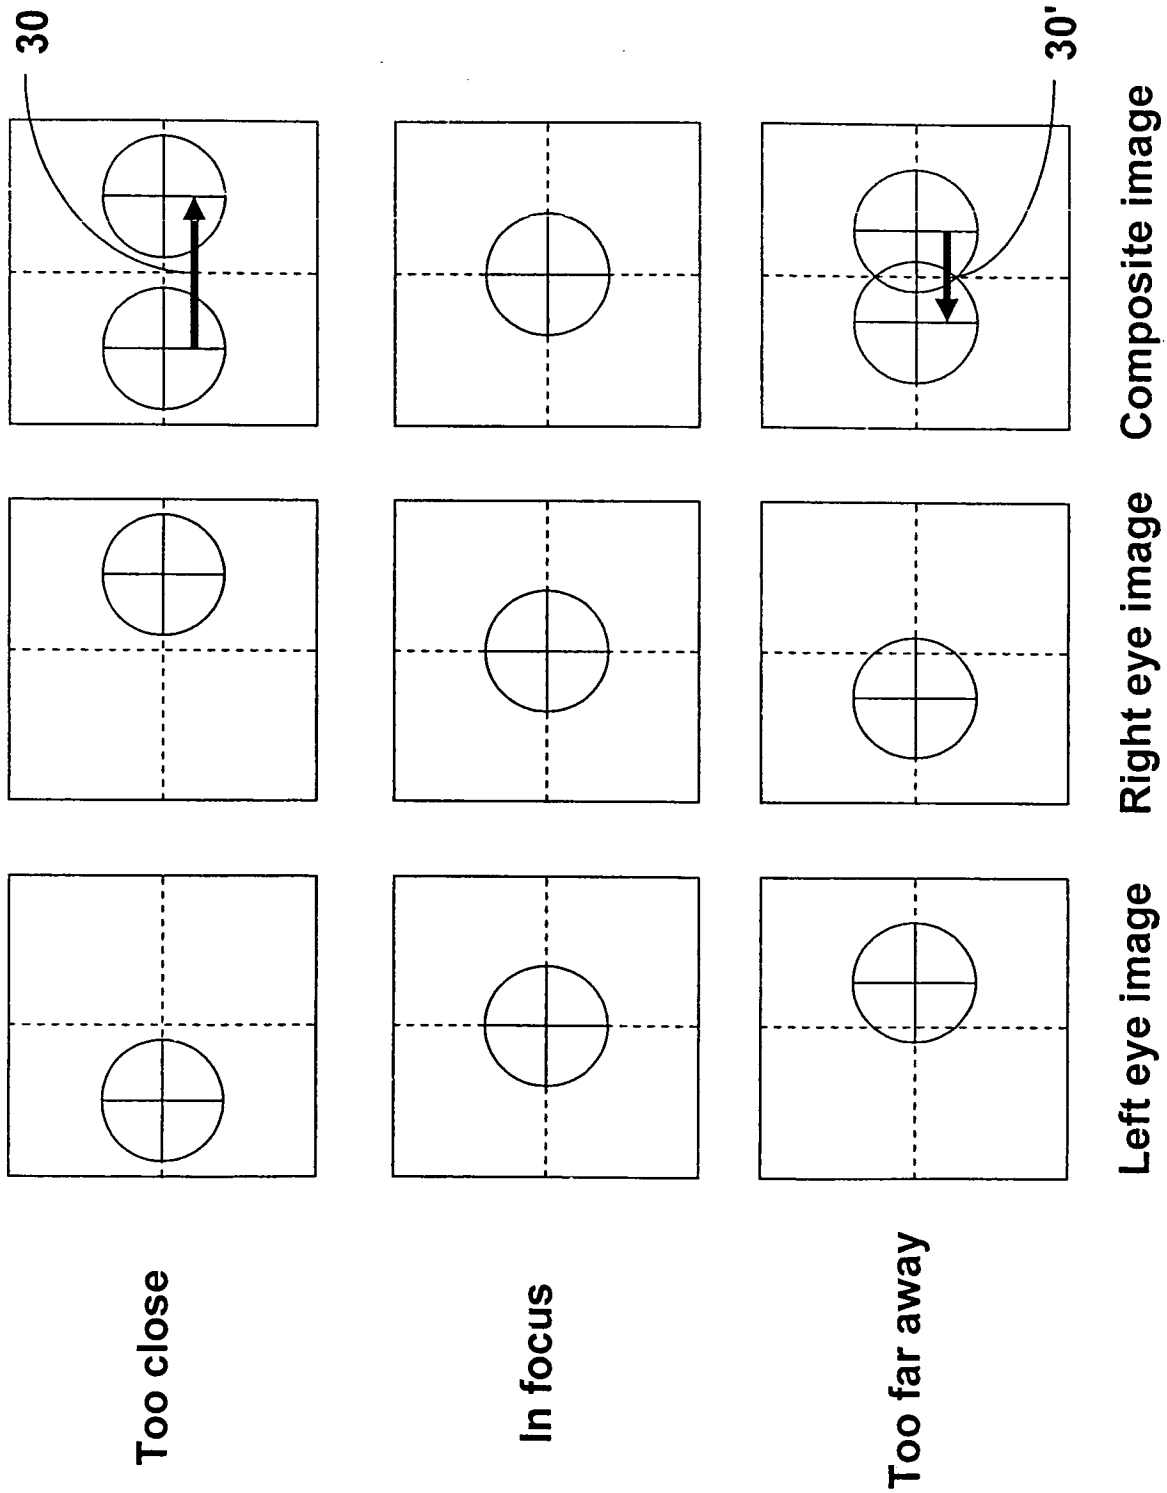 30
Too close
In focus
Too far away
30'
Left eye image
Right eye image
Composite image